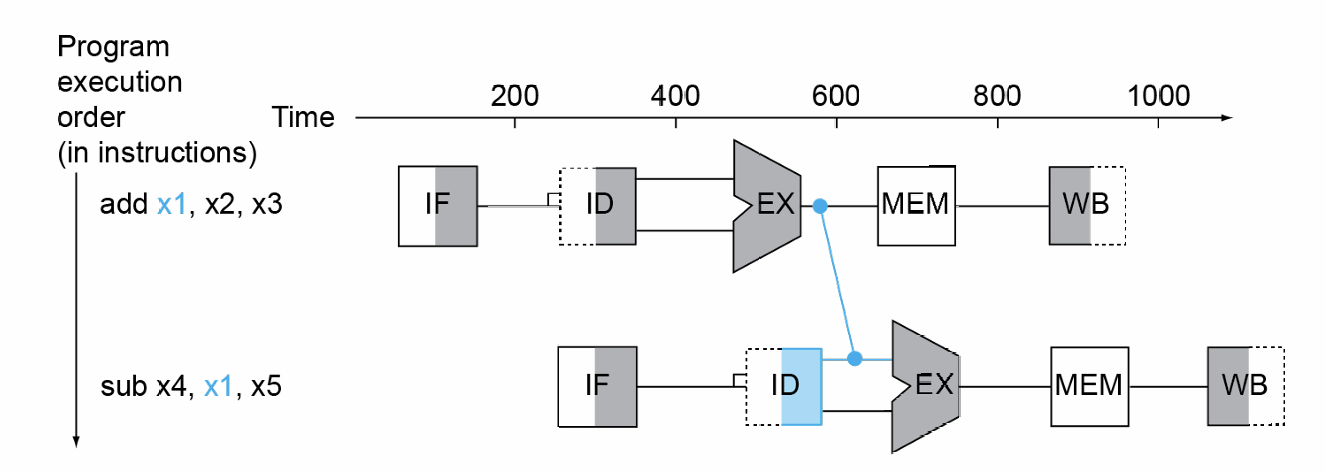 Program
execution
order
(in instructions)
Time
200 400 600 800 1000
add x1, x2, x3
IF ID EX MEM WB
sub x4, x1, x5
IF ID EX MEM WB